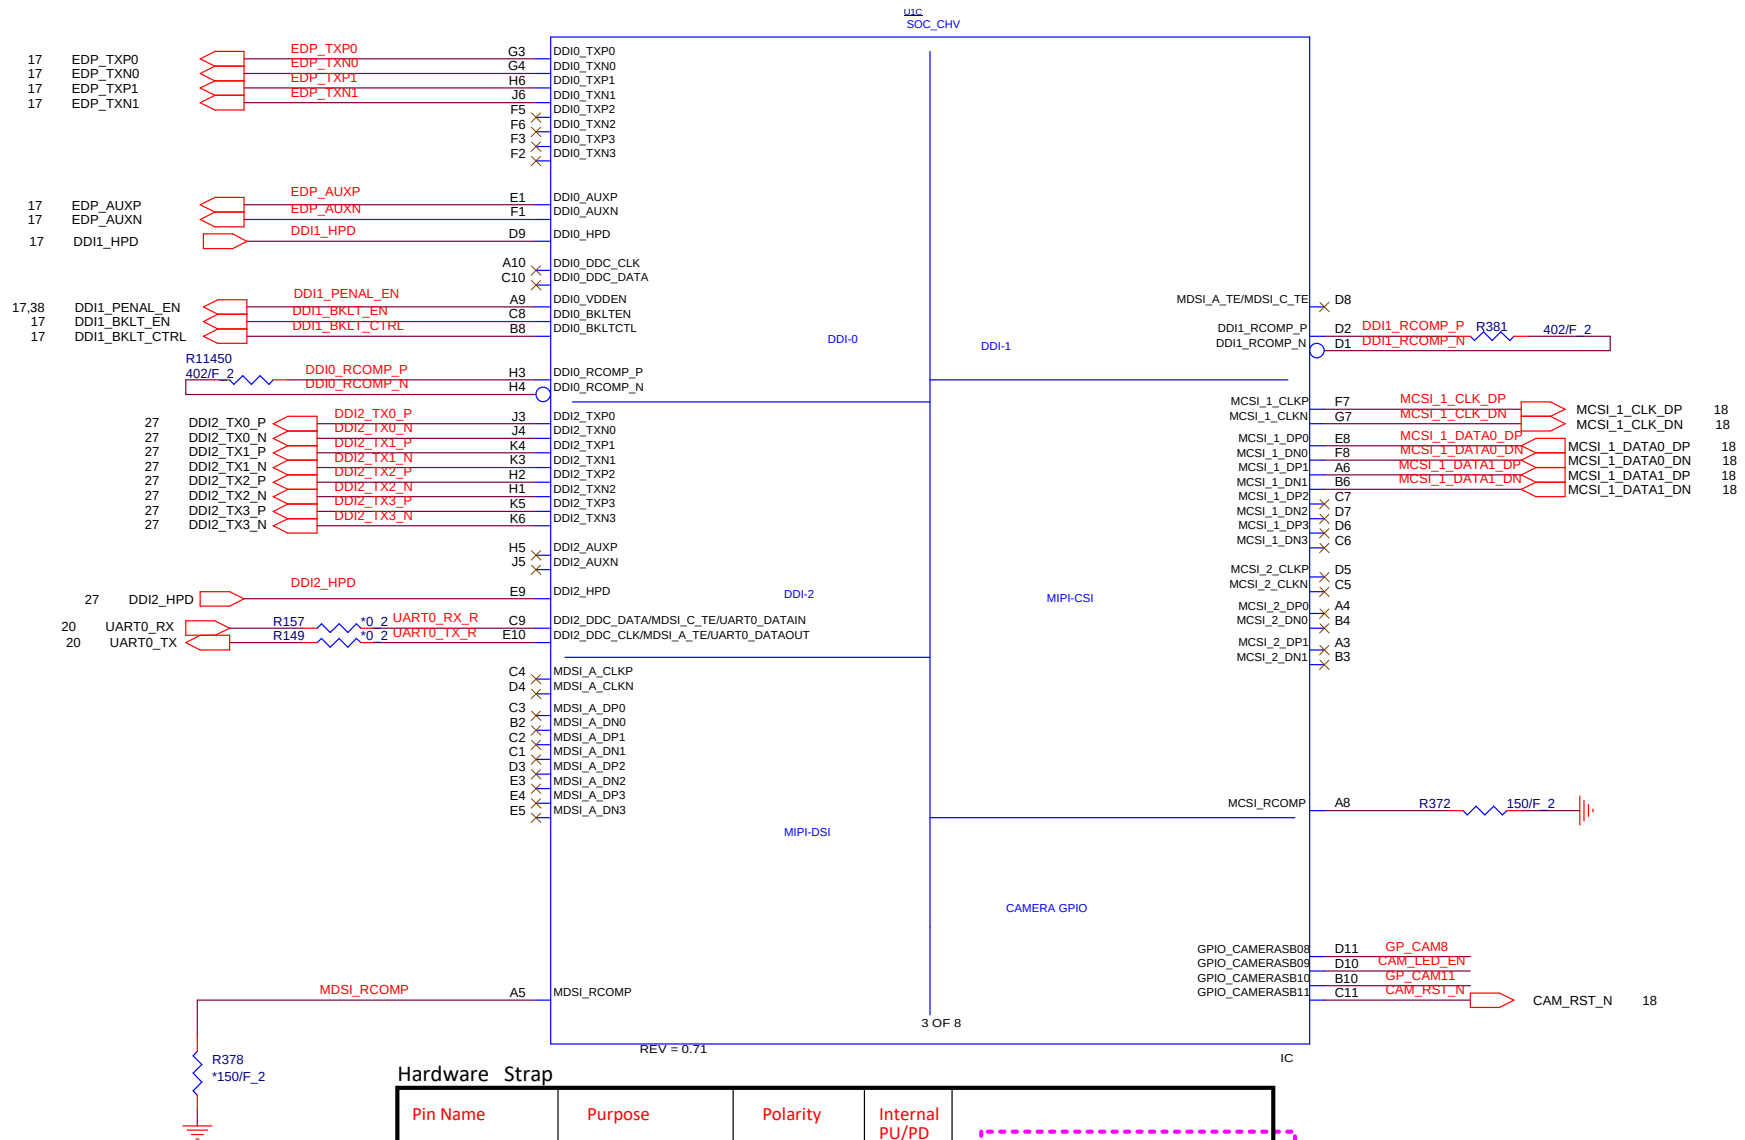 U1C
SOC_CHV
17 EDP_TXP0 EDP_TXP0 G3 DDI0_TXP0
17 EDP_TXN0 EDP_TXN0 G4 DDI0_TXN0
17 EDP_TXP1 EDP_TXP1 H6 DDI0_TXP1
17 EDP_TXN1 EDP_TXN1 J6 DDI0_TXN1
F5 DDI0_TXP2
F6 DDI0_TXN2
F3 DDI0_TXP3
F2 DDI0_TXN3
17 EDP_AUXP EDP_AUXP E1 DDI0_AUXP
17 EDP_AUXN EDP_AUXN F1 DDI0_AUXN
17 DDI1_HPD DDI1_HPD D9 DDI0_HPD
A10 DDI0_DDC_CLK
C10 DDI0_DDC_DATA
17,38 DDI1_PENAL_EN DDI1_PENAL_EN A9 DDI0_VDDEN
17 DDI1_BKLT_EN DDI1_BKLT_EN C8 DDI0_BKLTEN
17 DDI1_BKLT_CTRL DDI1_BKLT_CTRL B8 DDI0_BKLTCTL
DDI-0
R11450
402/F_2
DDI0_RCOMP_P H3 DDI0_RCOMP_P
DDI0_RCOMP_N H4 DDI0_RCOMP_N
27 DDI2_TX0_P DDI2_TX0_P J3 DDI2_TXP0
27 DDI2_TX0_N DDI2_TX0_N J4 DDI2_TXN0
27 DDI2_TX1_P DDI2_TX1_P K4 DDI2_TXP1
27 DDI2_TX1_N DDI2_TX1_N K3 DDI2_TXN1
27 DDI2_TX2_P DDI2_TX2_P H2 DDI2_TXP2
27 DDI2_TX2_N DDI2_TX2_N H1 DDI2_TXN2
27 DDI2_TX3_P DDI2_TX3_P K5 DDI2_TXP3
27 DDI2_TX3_N DDI2_TX3_N K6 DDI2_TXN3
H5 DDI2_AUXP
J5 DDI2_AUXN
27 DDI2_HPD DDI2_HPD E9 DDI2_HPD
DDI-2
20 UART0_RX R157 *0_2 UART0_RX_R C9 DDI2_DDC_DATA/MDSI_C_TE/UART0_DATAIN
20 UART0_TX R149 *0_2 UART0_TX_R E10 DDI2_DDC_CLK/MDSI_A_TE/UART0_DATAOUT
C4 MDSI_A_CLKP
D4 MDSI_A_CLKN
C3 MDSI_A_DP0
B2 MDSI_A_DN0
C2 MDSI_A_DP1
C1 MDSI_A_DN1
D3 MDSI_A_DP2
E3 MDSI_A_DN2
E4 MDSI_A_DP3
E5 MDSI_A_DN3
MIPI-DSI
MDSI_RCOMP A5 MDSI_RCOMP
R378
*150/F_2
DDI-1
MDSI_A_TE/MDSI_C_TE D8
DDI1_RCOMP_P D2 DDI1_RCOMP_P R381 402/F_2
DDI1_RCOMP_N D1 DDI1_RCOMP_N
MCSI_1_CLKP F7 MCSI_1_CLK_DP MCSI_1_CLK_DP 18
MCSI_1_CLKN G7 MCSI_1_CLK_DN MCSI_1_CLK_DN 18
MCSI_1_DP0 E8 MCSI_1_DATA0_DP MCSI_1_DATA0_DP 18
MCSI_1_DN0 F8 MCSI_1_DATA0_DN MCSI_1_DATA0_DN 18
MCSI_1_DP1 A6 MCSI_1_DATA1_DP MCSI_1_DATA1_DP 18
MCSI_1_DN1 B6 MCSI_1_DATA1_DN MCSI_1_DATA1_DN 18
MCSI_1_DP2 C7
MCSI_1_DN2 D7
MCSI_1_DP3 D6
MCSI_1_DN3 C6
MCSI_2_CLKP D5
MCSI_2_CLKN C5
MIPI-CSI
MCSI_2_DP0 A4
MCSI_2_DN0 B4
MCSI_2_DP1 A3
MCSI_2_DN1 B3
MCSI_RCOMP A8 R372 150/F_2
CAMERA GPIO
GPIO_CAMERASB08 D11 GP_CAM8
GPIO_CAMERASB09 D10 CAM_LED_EN
GPIO_CAMERASB10 B10 GP_CAM11
GPIO_CAMERASB11 C11 CAM_RST_N CAM_RST_N 18
3 OF 8
REV = 0.71
IC
Hardware Strap
Pin Name Purpose Polarity Internal
PU/PD